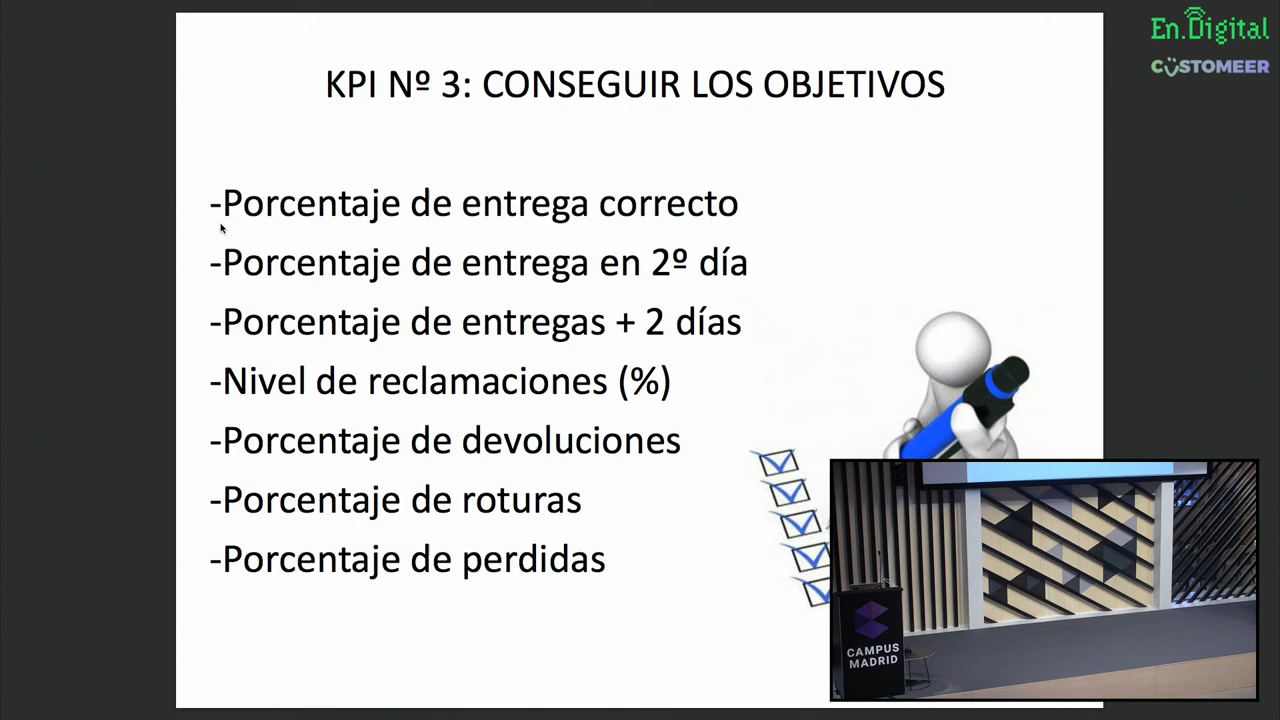 En.Digital
CUSTOMEER
KPI Nº 3: CONSEGUIR LOS OBJETIVOS
-Porcentaje de entrega correcto
-Porcentaje de entrega en 2º día
-Porcentaje de entregas + 2 días
-Nivel de reclamaciones (%)
-Porcentaje de devoluciones
-Porcentaje de roturas
-Porcentaje de perdidas
CAMPUS
MADRID